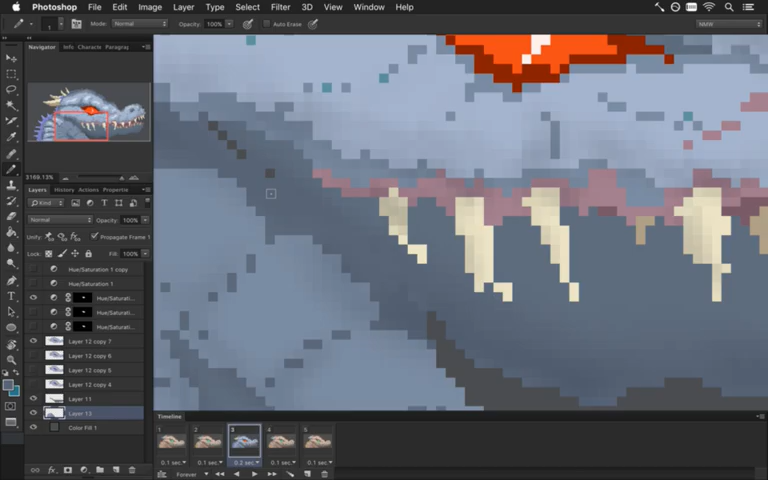 Photoshop File Edit Image Layer Type Select Filter 3D View Window Help
NMW
Mode: Normal Opacity: 100% Auto Erase
1
Navigator Info Characte Paragraj
3169.13%
Layers History Actions Propertie
Kind
Normal Opacity: 100%
Unify: Propagate Frame 1
Lock: Fill: 100%
Hue/Saturation 1 copy
Hue/Saturation 1
Hue/Saturati...
Hue/Saturati...
Hue/Saturati...
Layer 12 copy 7
Layer 12 copy 6
Layer 12 copy 5
Layer 12 copy 4
Layer 11
Layer 13
Color Fill 1
Timeline
1 2 3 4 5
0.1 sec. 0.1 sec. 0.2 sec. 0.1 sec. 0.1 sec.
Forever